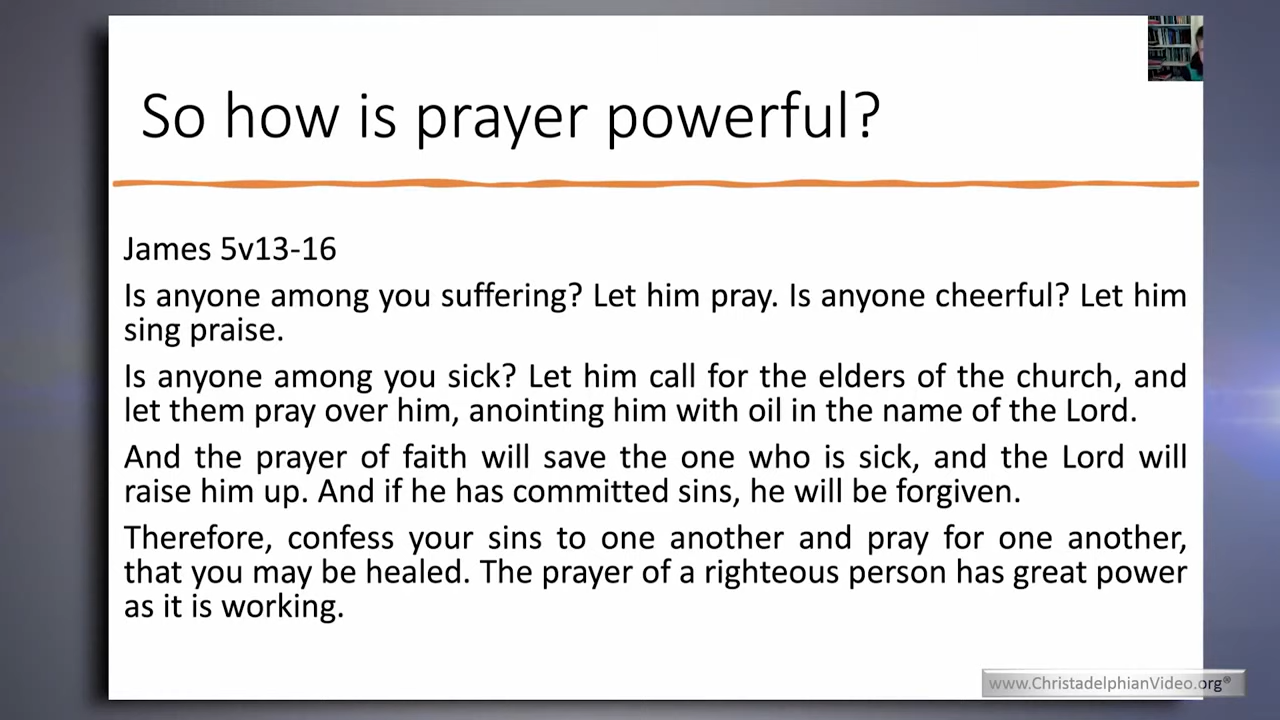 So how is prayer powerful?
James 5v13-16
Is anyone among you suffering? Let him pray. Is anyone cheerful? Let him
sing praise.
Is anyone among you sick? Let him call for the elders of the church, and
let them pray over him, anointing him with oil in the name of the Lord.
And the prayer of faith will save the one who is sick, and the Lord will
raise him up. And if he has committed sins, he will be forgiven.
Therefore, confess your sins to one another and pray for one another,
that you may be healed. The prayer of a righteous person has great power
as it is working.
www.ChristadelphianVideo.org®